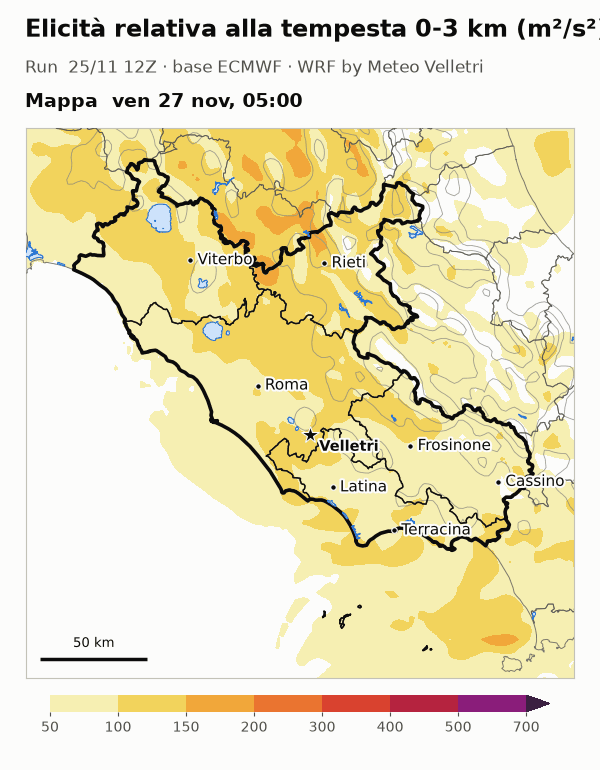 Elicità relativa alla tempesta 0-3 km (m²/s²)
Run 25/11 12Z · base ECMWF · WRF by Meteo Velletri
Mappa ven 27 nov, 05:00
Viterbo
Rieti
Roma
Velletri
Frosinone
Cassino
Latina
Terracina
50 km
50 100 150 200 300 400 500 700